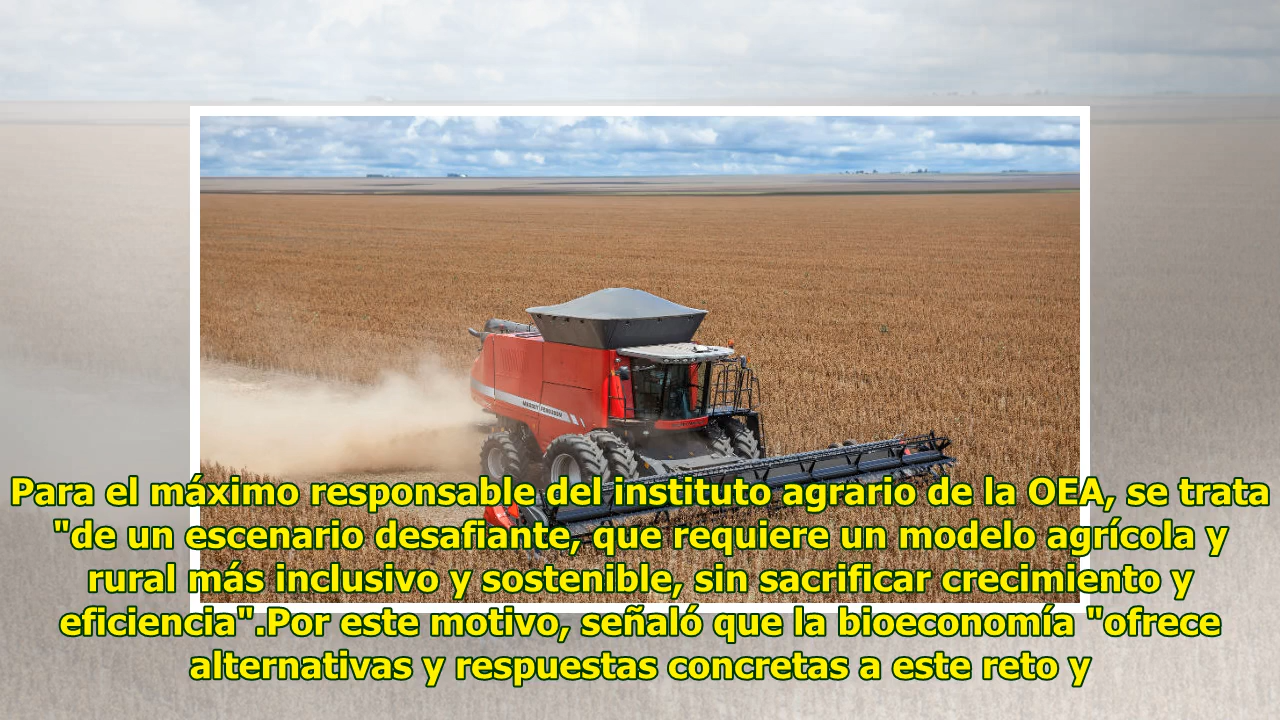 Para el máximo responsable del instituto agrario de la OEA, se trata
"de un escenario desafiante, que requiere un modelo agrícola y
rural más inclusivo y sostenible, sin sacrificar crecimiento y
eficiencia".Por este motivo, señaló que la bioeconomía "ofrece
alternativas y respuestas concretas a este reto y